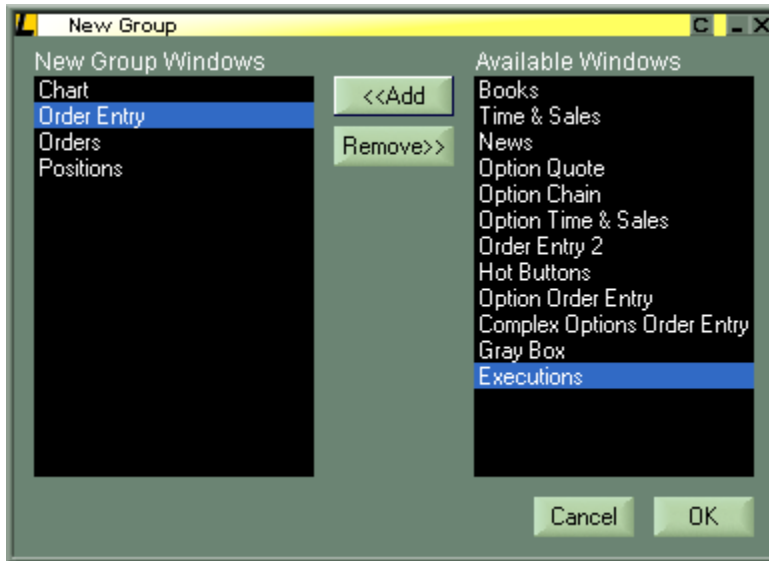 L New Group C
New Group Windows
Chart
Order Entry
Orders
Positions
<<Add
Remove>>
Available Windows
Books
Time & Sales
News
Option Quote
Option Chain
Option Time & Sales
Order Entry 2
Hot Buttons
Option Order Entry
Complex Options Order Entry
Gray Box
Executions
Cancel
OK